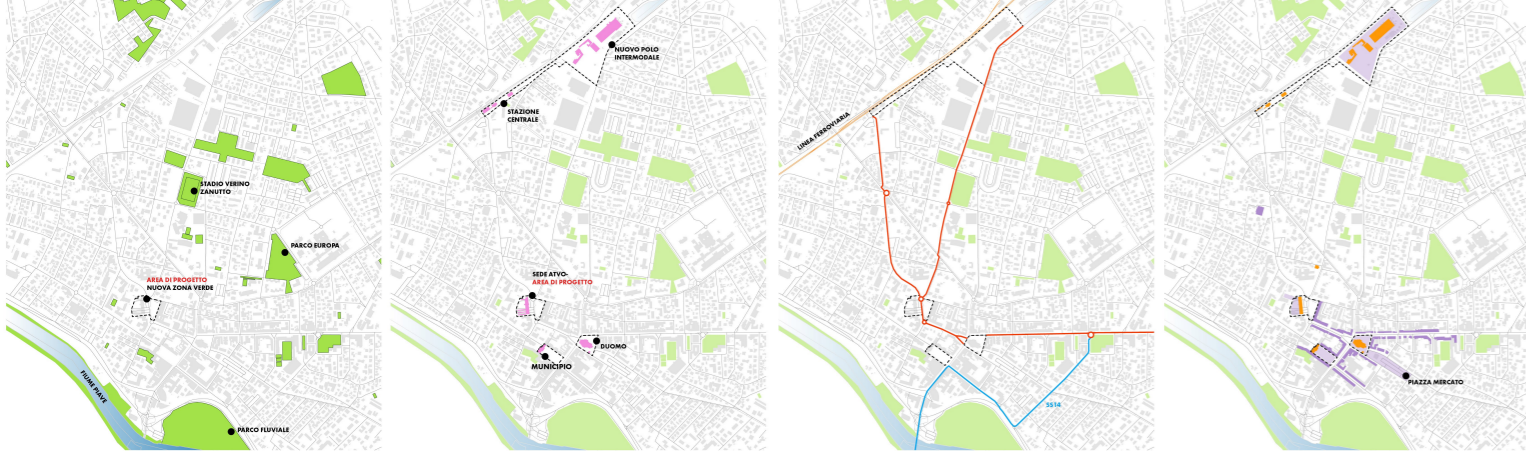 STADIO VERINO
ZANUTTO
PARCO EUROPA
AREA DI PROGETTO
NUOVA ZONA VERDE
FIUME PIAVE
PARCO FLUVIALE
NUOVO POLO
INTERMODALE
STAZIONE
CENTRALE
SEDE ATVO-
AREA DI PROGETTO
DUOMO
MUNICIPIO
LINEA FERROVIARIA
SS14
PIAZZA MERCATO